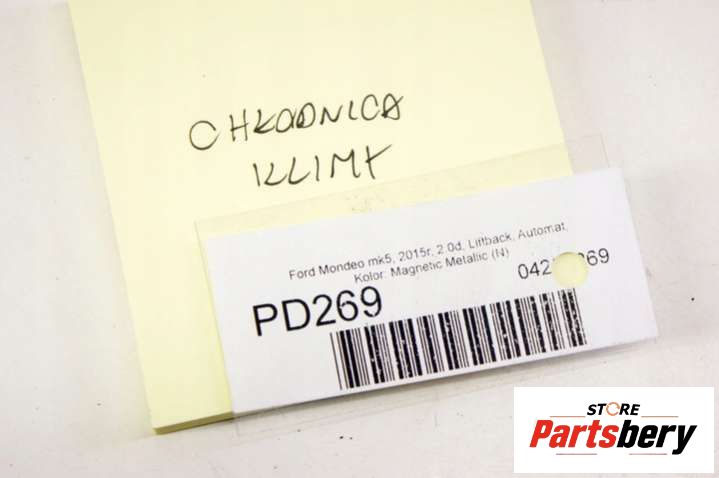 CHŁODNICA
KLIMY
Ford Mondeo mk5, 2015r, 2.0d, Liftback, Automat,
Kolor: Magnetic Metallic (N)
PD269
STORE
Partsbery